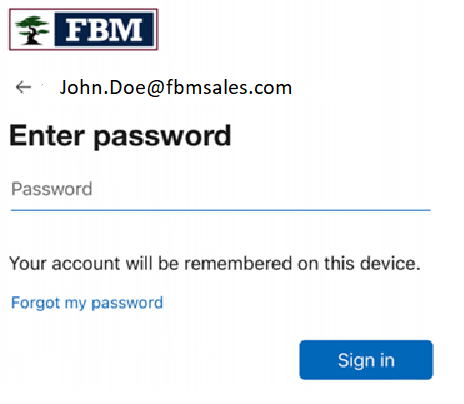 FBM
← John.Doe@fbmsales.com
Enter password
Password
Your account will be remembered on this device.
Forgot my password
Sign in